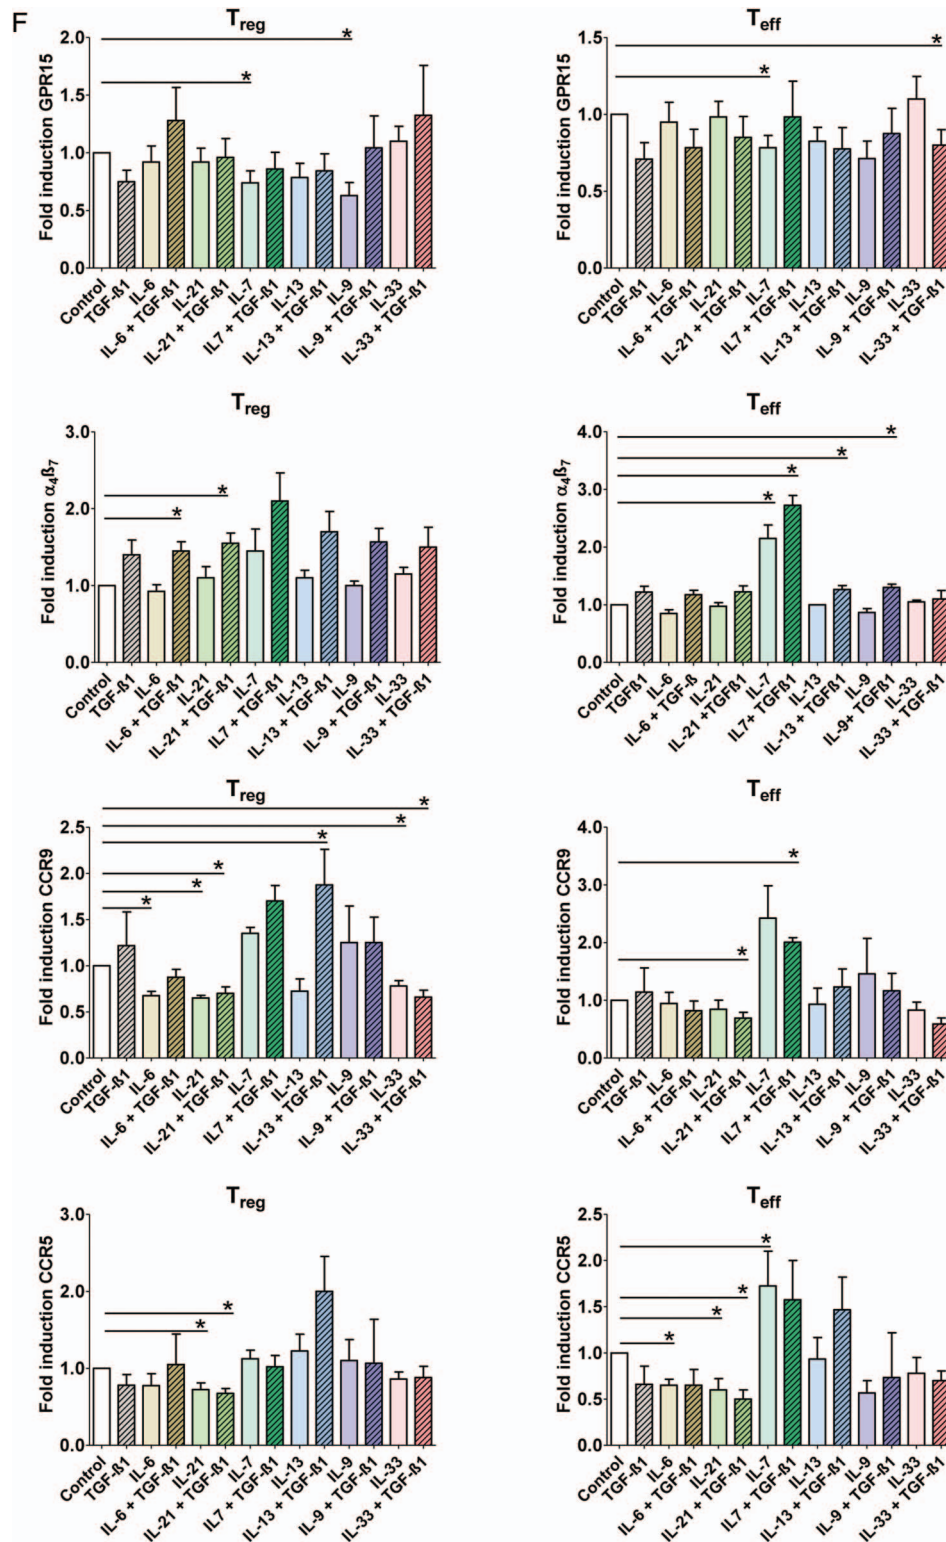 F
Treg
Fold induction GPR15
2.0
1.5
1.0
0.5
0.0
*
*
Control
TGF-ß1
IL-6
IL-6 + TGF-ß1
IL-21
IL-21 + TGF-ß1
IL-7
IL7 + TGF-ß1
IL-13
IL-13 + TGF-ß1
IL-9
IL-9 + TGF-ß1
IL-33
IL-33 + TGF-ß1
Teff
Fold induction GPR15
1.5
1.0
0.5
0.0
*
*
Control
TGF-ß1
IL-6
IL-6 + TGF-ß1
IL-21
IL-21 + TGF-ß1
IL-7
IL7 + TGF-ß1
IL-13
IL-13 + TGF-ß1
IL-9
IL-9 + TGF-ß1
IL-33
IL-33 + TGF-ß1
Treg
Fold induction α4ß7
3.0
2.0
1.0
0.0
*
*
Control
TGF-ß1
IL-6
IL-6 + TGF-ß1
IL-21
IL-21 + TGF-ß1
IL-7
IL7 + TGF-ß1
IL-13
IL-13 + TGF-ß1
IL-9
IL-9 + TGF-ß1
IL-33
IL-33 + TGF-ß1
Teff
Fold induction α4ß7
4.0
3.0
2.0
1.0
0.0
*
*
*
*
Control
TGFß1
IL-6
IL-6 + TGF-ß
IL-21
IL-21 +TGFß1
IL-7
IL7+ TGFß1
IL-13
IL-13 + TGFß1
IL-9
IL-9+ TGFß1
IL-33
IL-33 + TGF-ß1
Treg
Fold induction CCR9
2.5
2.0
1.5
1.0
0.5
0.0
*
*
*
*
*
*
Control
TGF-ß1
IL-6
IL-6 + TGF-ß1
IL-21
IL-21 + TGF-ß1
IL-7
IL7 + TGF-ß1
IL-13
IL-13 + TGF-ß1
IL-9
IL-9 + TGF-ß1
IL-33
IL-33 + TGF-ß1
Teff
Fold induction CCR9
4.0
3.0
2.0
1.0
0.0
*
*
Control
TGF-ß1
IL-6
IL-6 + TGF-ß1
IL-21
IL-21 + TGF-ß1
IL-7
IL7 + TGF-ß1
IL-13
IL-13 + TGF-ß1
IL-9
IL-9 + TGF-ß1
IL-33
IL-33 + TGF-ß1
Treg
Fold induction CCR5
3.0
2.0
1.0
0.0
*
*
Control
TGF-ß1
IL-6
IL-6 + TGF-ß1
IL-21
IL-21 + TGF-ß1
IL-7
IL7 + TGF-ß1
IL-13
IL-13 + TGF-ß1
IL-9
IL-9 + TGF-ß1
IL-33
IL-33 + TGF-ß1
Teff
Fold induction CCR5
2.5
2.0
1.5
1.0
0.5
0.0
*
*
*
*
Control
TGF-ß1
IL-6
IL-6 + TGF-ß1
IL-21
IL-21 + TGF-ß1
IL-7
IL7 + TGF-ß1
IL-13
IL-13 + TGF-ß1
IL-9
IL-9 + TGF-ß1
IL-33
IL-33 + TGF-ß1